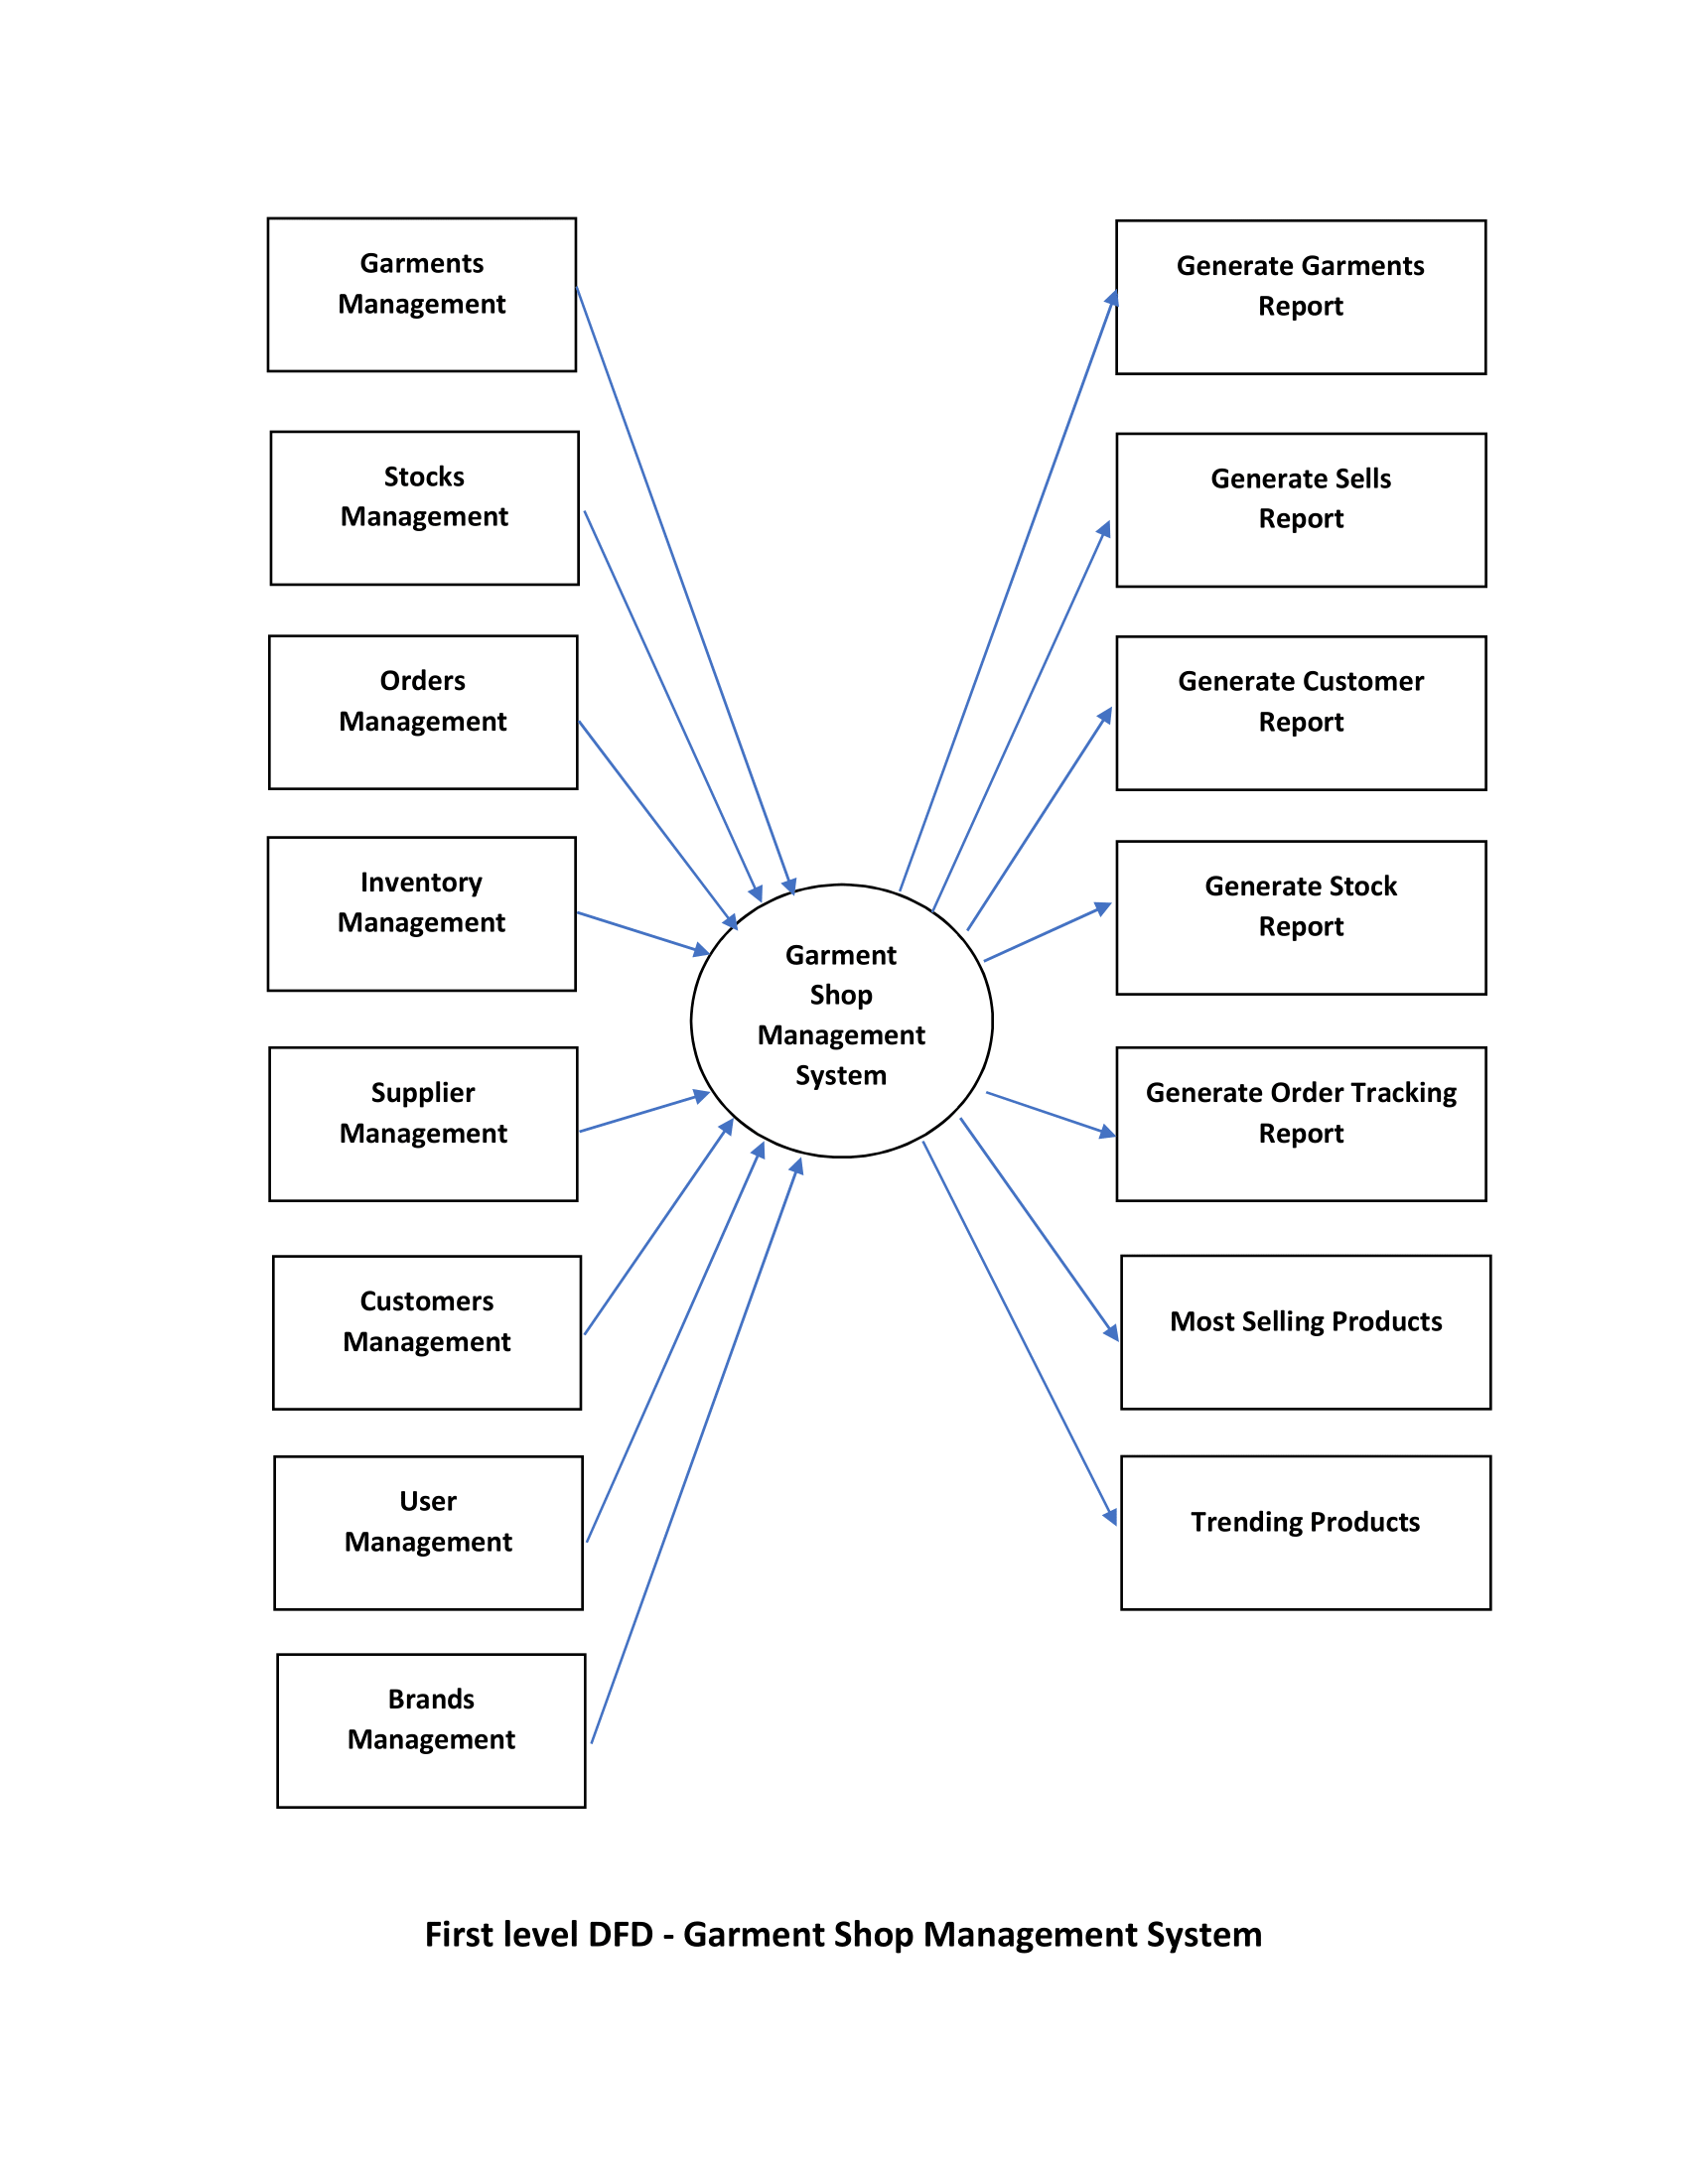 Garments
Management
Stocks
Management
Orders
Management
Inventory
Management
Supplier
Management
Customers
Management
User
Management
Brands
Management
Garment
Shop
Management
System
Generate Garments
Report
Generate Sells
Report
Generate Customer
Report
Generate Stock
Report
Generate Order Tracking
Report
Most Selling Products
Trending Products
First level DFD - Garment Shop Management System